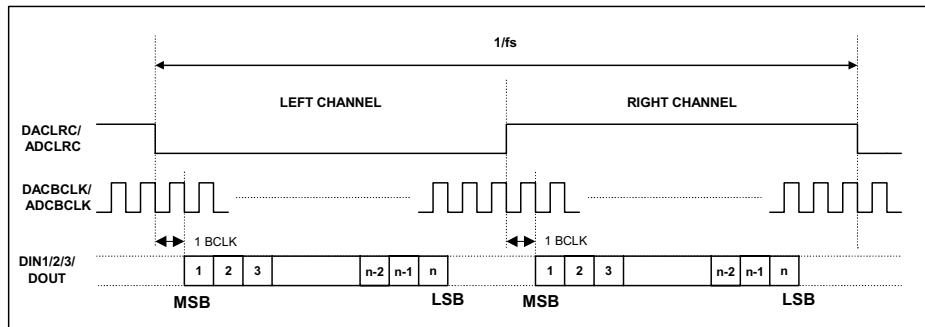 1/fs
LEFT CHANNEL RIGHT CHANNEL
DACLRC/
ADCLRC
DACBCLK/
ADCBCLK
1 BCLK 1 BCLK
DIN1/2/3/
DOUT
1 2 3 n-2 n-1 n 1 2 3 n-2 n-1 n
MSB LSB MSB LSB